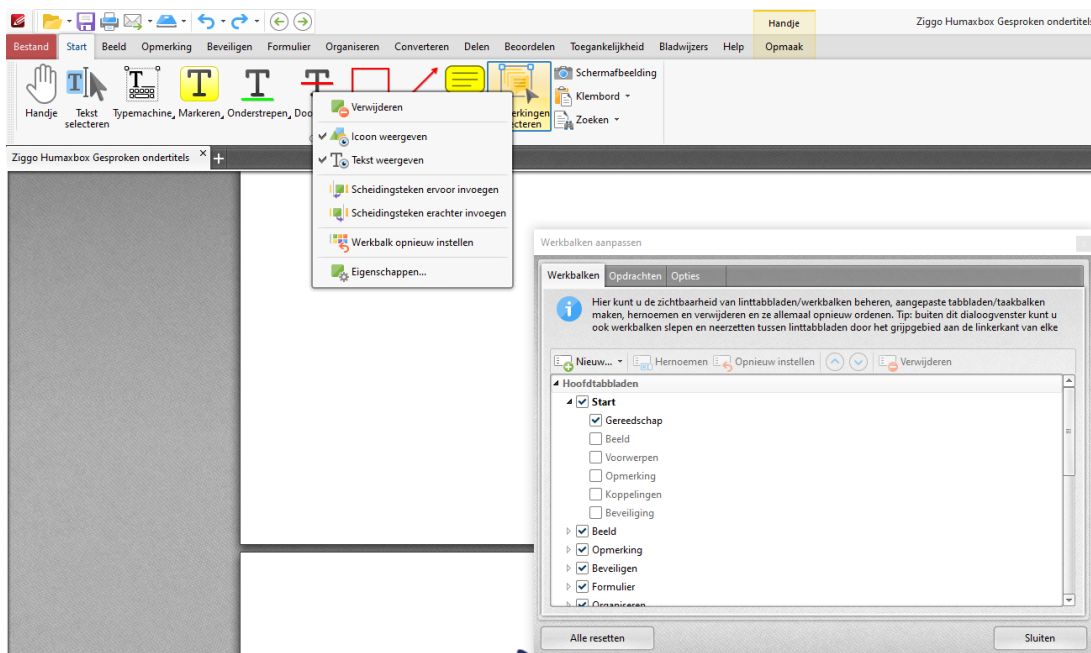 Handje
Ziggo Humaxbox Gesproken ondertitels
Bestand Start Beeld Opmerking Beveiligen Formulier Organiseren Converteren Delen Beoordelen Toegankelijkheid Bladwijzers Help Opmaak
Handje
Tekst selecteren
Typemachine, Markeren, Onderstrepen, Doo
erkingen
ecteren
Schermafbeelding
Klembord
Zoeken
Verwijderen
Icoon weergeven
Tekst weergeven
Scheidingsteken ervoor invoegen
Scheidingsteken erachter invoegen
Werkbalk opnieuw instellen
Eigenschappen...
Ziggo Humaxbox Gesproken ondertitels × +
Werkbalken aanpassen
Werkbalken Opdrachten Opties
Hier kunt u de zichtbaarheid van linttabbladen/werkbalken beheren, aangepaste tabbladen/taakbalken
maken, hernoemen en verwijderen en ze allemaal opnieuw ordenen. Tip: buiten dit dialoogvenster kunt u
ook werkbalken slepen en neerzetten tussen linttabbladen door het grijpgebied aan de linkerkant van elke
Nieuw... Hernoemen Opnieuw instellen Verwijderen
Hoofdtabbladen
Start
Gereedschap
Beeld
Voorwerpen
Opmerking
Koppelingen
Beveiliging
Beeld
Opmerking
Beveiligen
Formulier
Organiseren
Alle resetten Sluiten